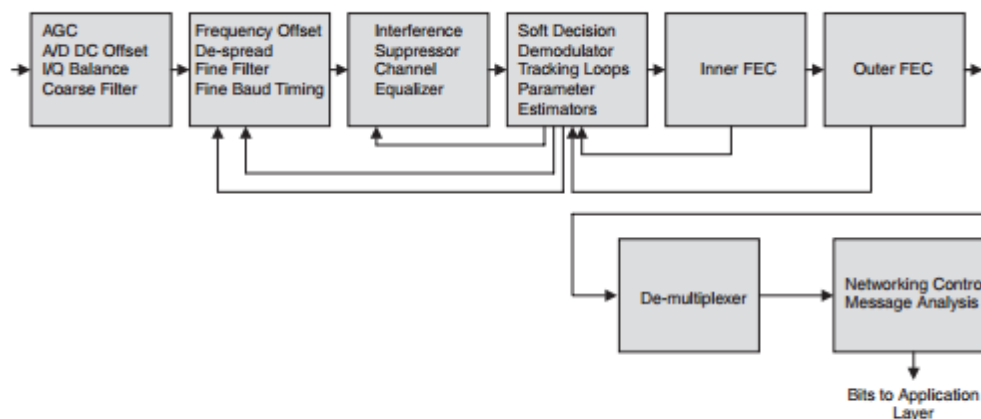 AGC
A/D DC Offset
I/Q Balance
Coarse Filter
Frequency Offset
De-spread
Fine Filter
Fine Baud Timing
Interference
Suppressor
Channel
Equalizer
Soft Decision
Demodulator
Tracking Loops
Parameter
Estimators
Inner FEC
Outer FEC
De-multiplexer
Networking Contro
Message Analysis
Bits to Application
Layer